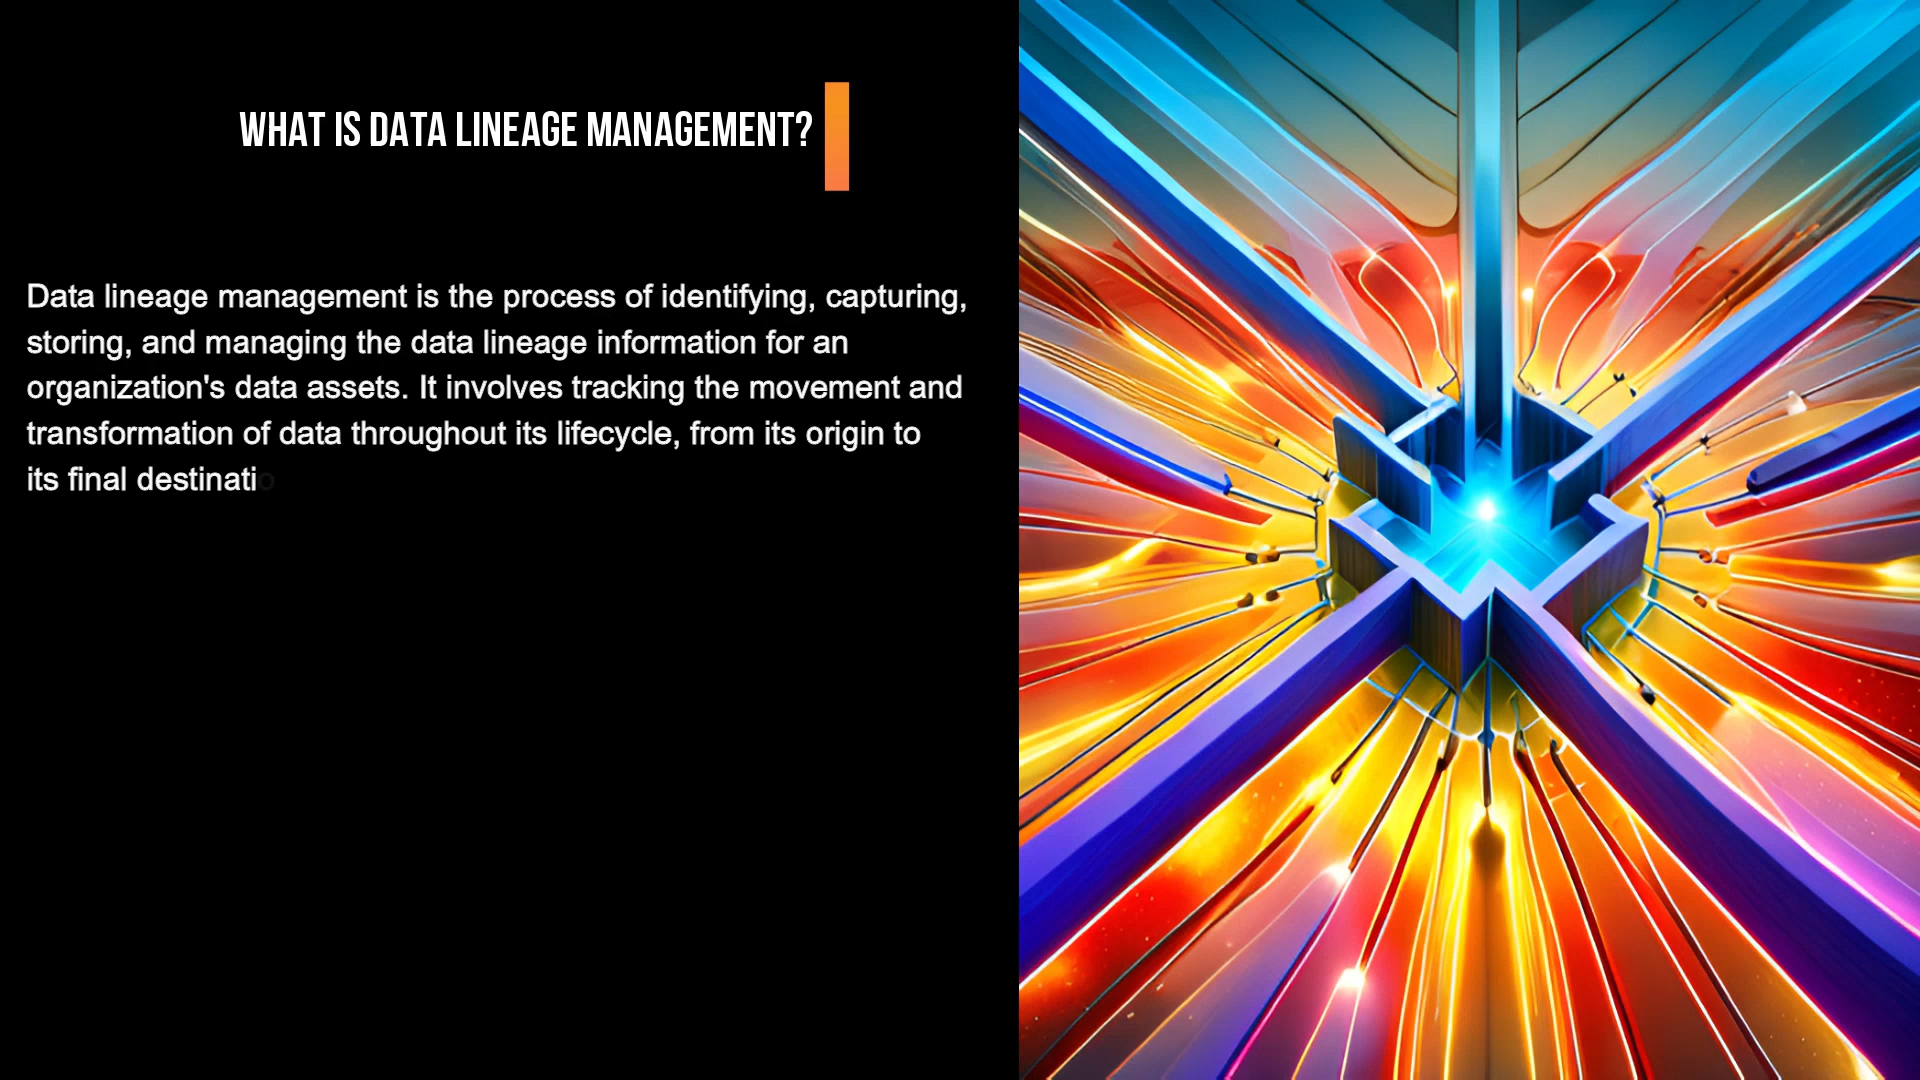 WHAT IS DATA LINEAGE MANAGEMENT?
Data lineage management is the process of identifying, capturing,
storing, and managing the data lineage information for an
organization's data assets. It involves tracking the movement and
transformation of data throughout its lifecycle, from its origin to
its final destinatio